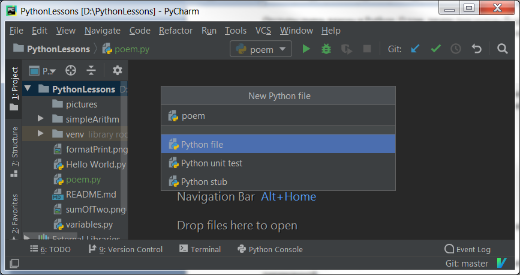 PythonLessons [D:\PythonLessons] - PyCharm
File Edit View Navigate Code Refactor Run Tools VCS Window Help
PythonLessons poem.py poem Git:
1: Project
P...
PythonLessons
pictures
simpleArithm
venv library roo
formatPrint.png
Hello World.py
poem.py
README.md
sumOfTwo.png
variables.py
External Libraries
2: Structure
2: Favorites
New Python file
poem
Python file
Python unit test
Python stub
Navigation Bar Alt+Home
Drop files here to open
6: TODO 9: Version Control Terminal Python Console Event Log
Git: master